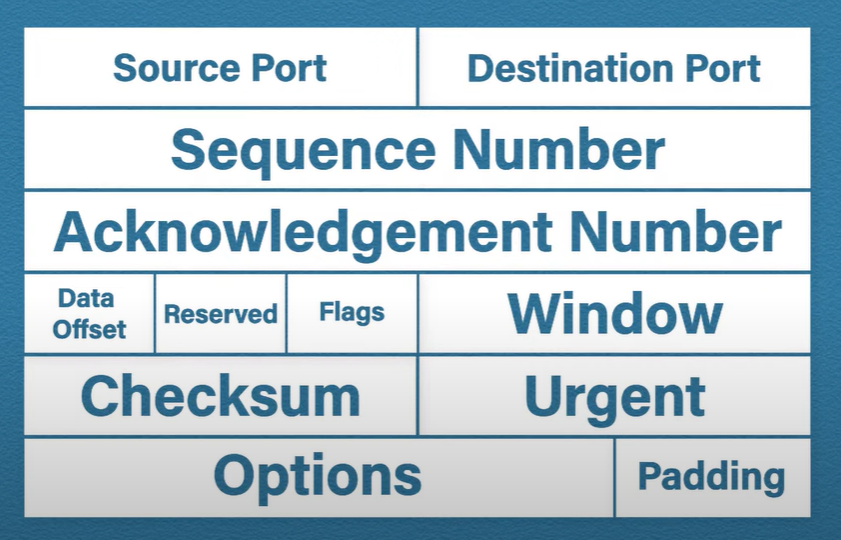 Source Port
Destination Port
Sequence Number
Acknowledgement Number
Data
Offset
Reserved
Flags
Window
Checksum
Urgent
Options
Padding